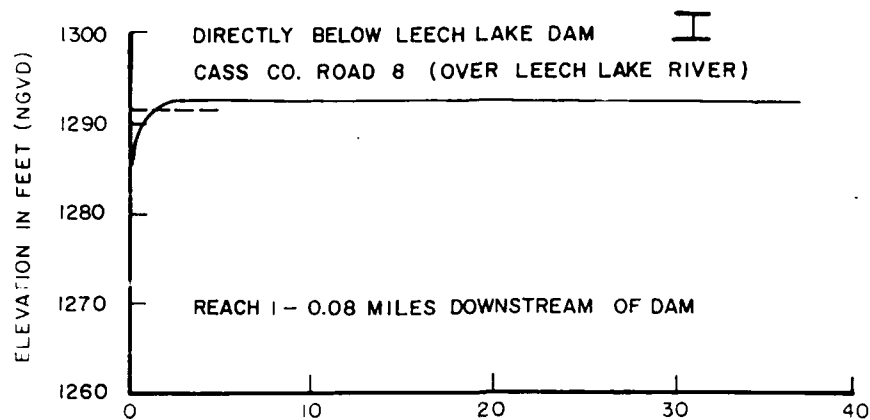 1300
DIRECTLY BELOW LEECH LAKE DAM
CASS CO. ROAD 8 (OVER LEECH LAKE RIVER)
1290
1280
1270
REACH 1 - 0.08 MILES DOWNSTREAM OF DAM
1260
0 10 20 30 40
ELEVATION IN FEET (NGVD)